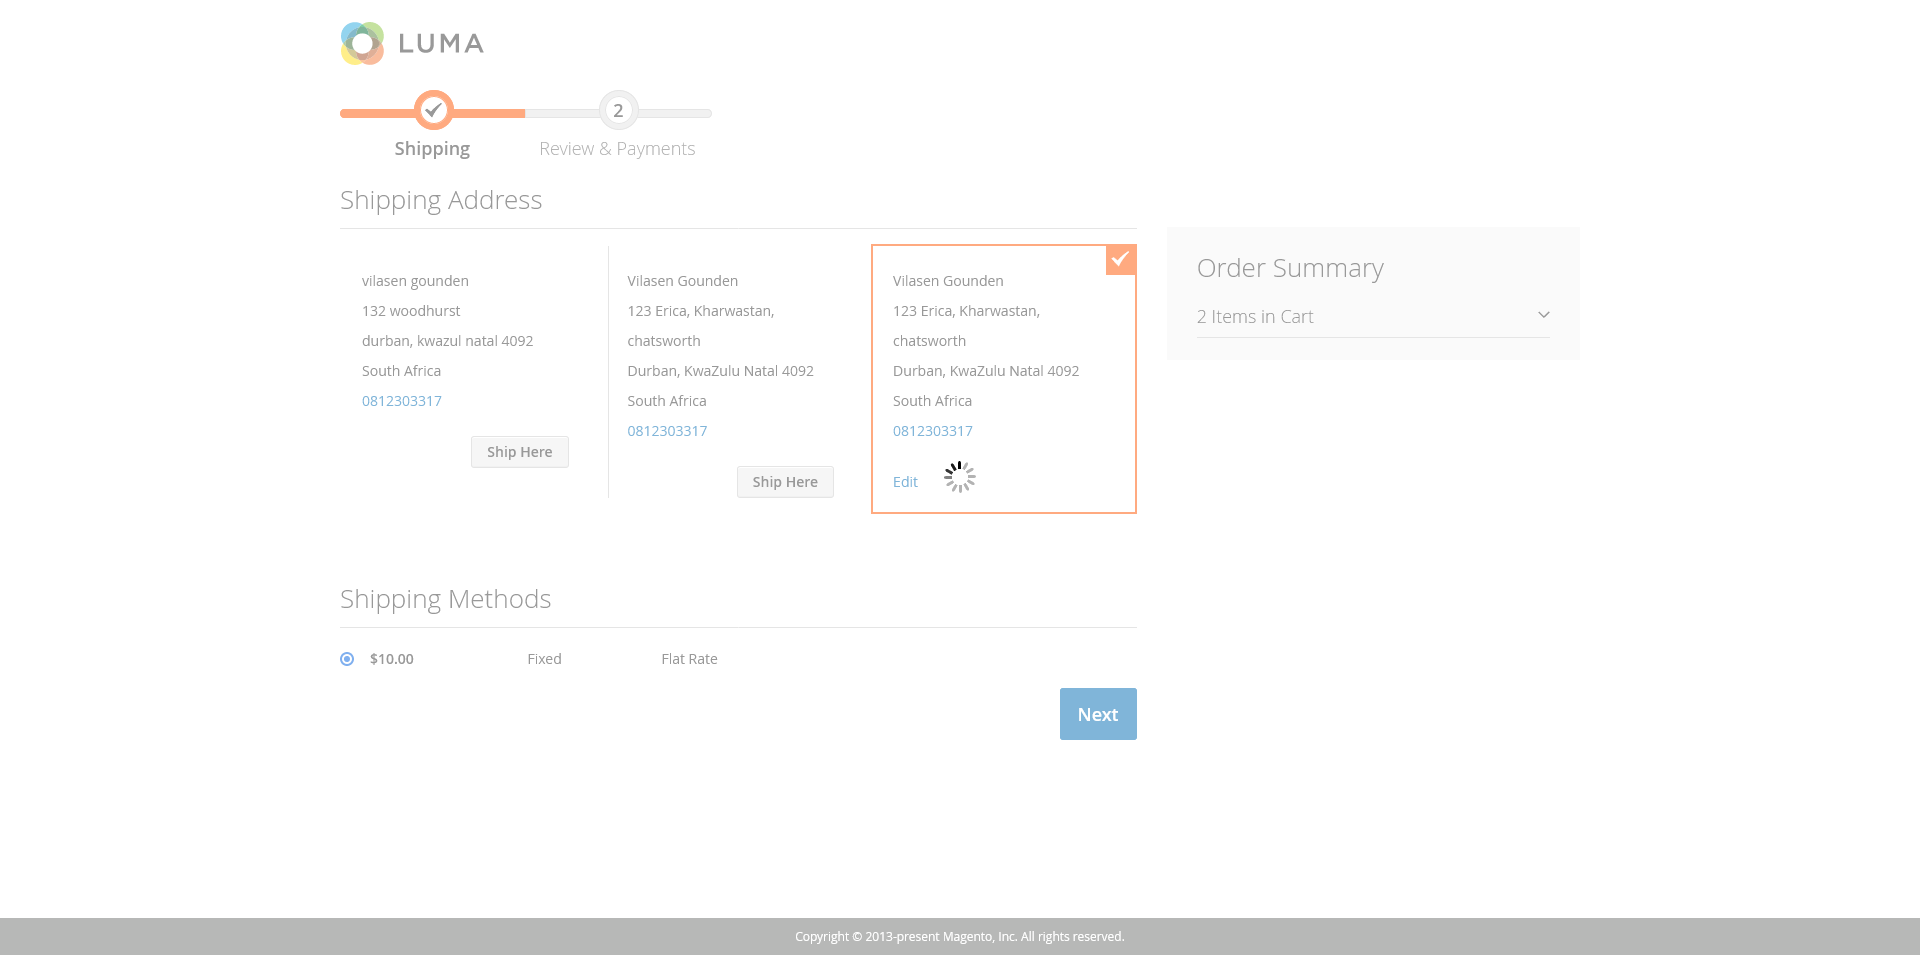 LUMA
2
Shipping
Review & Payments
Shipping Address
vilasen gounden
132 woodhurst
durban, kwazul natal 4092
South Africa
0812303317
Ship Here
Vilasen Gounden
123 Erica, Kharwastan,
chatsworth
Durban, KwaZulu Natal 4092
South Africa
0812303317
Ship Here
Vilasen Gounden
123 Erica, Kharwastan,
chatsworth
Durban, KwaZulu Natal 4092
South Africa
0812303317
Edit
Order Summary
2 Items in Cart
Shipping Methods
$10.00 Fixed Flat Rate
Next
Copyright © 2013-present Magento, Inc. All rights reserved.